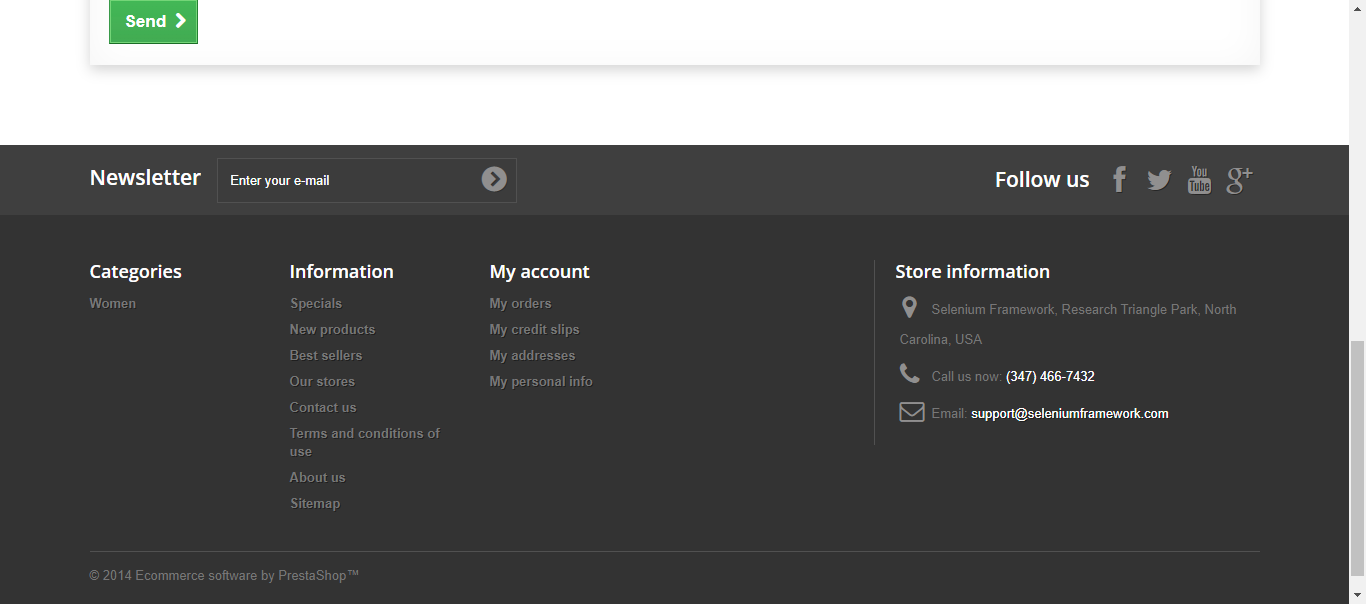 Send
Newsletter
Enter your e-mail
Follow us
You
Tube
g+
Categories
Women
Information
Specials
New products
Best sellers
Our stores
Contact us
Terms and conditions of
use
About us
Sitemap
My account
My orders
My credit slips
My addresses
My personal info
Store information
Selenium Framework, Research Triangle Park, North
Carolina, USA
Call us now: (347) 466-7432
Email: support@seleniumframework.com
© 2014 Ecommerce software by PrestaShop™